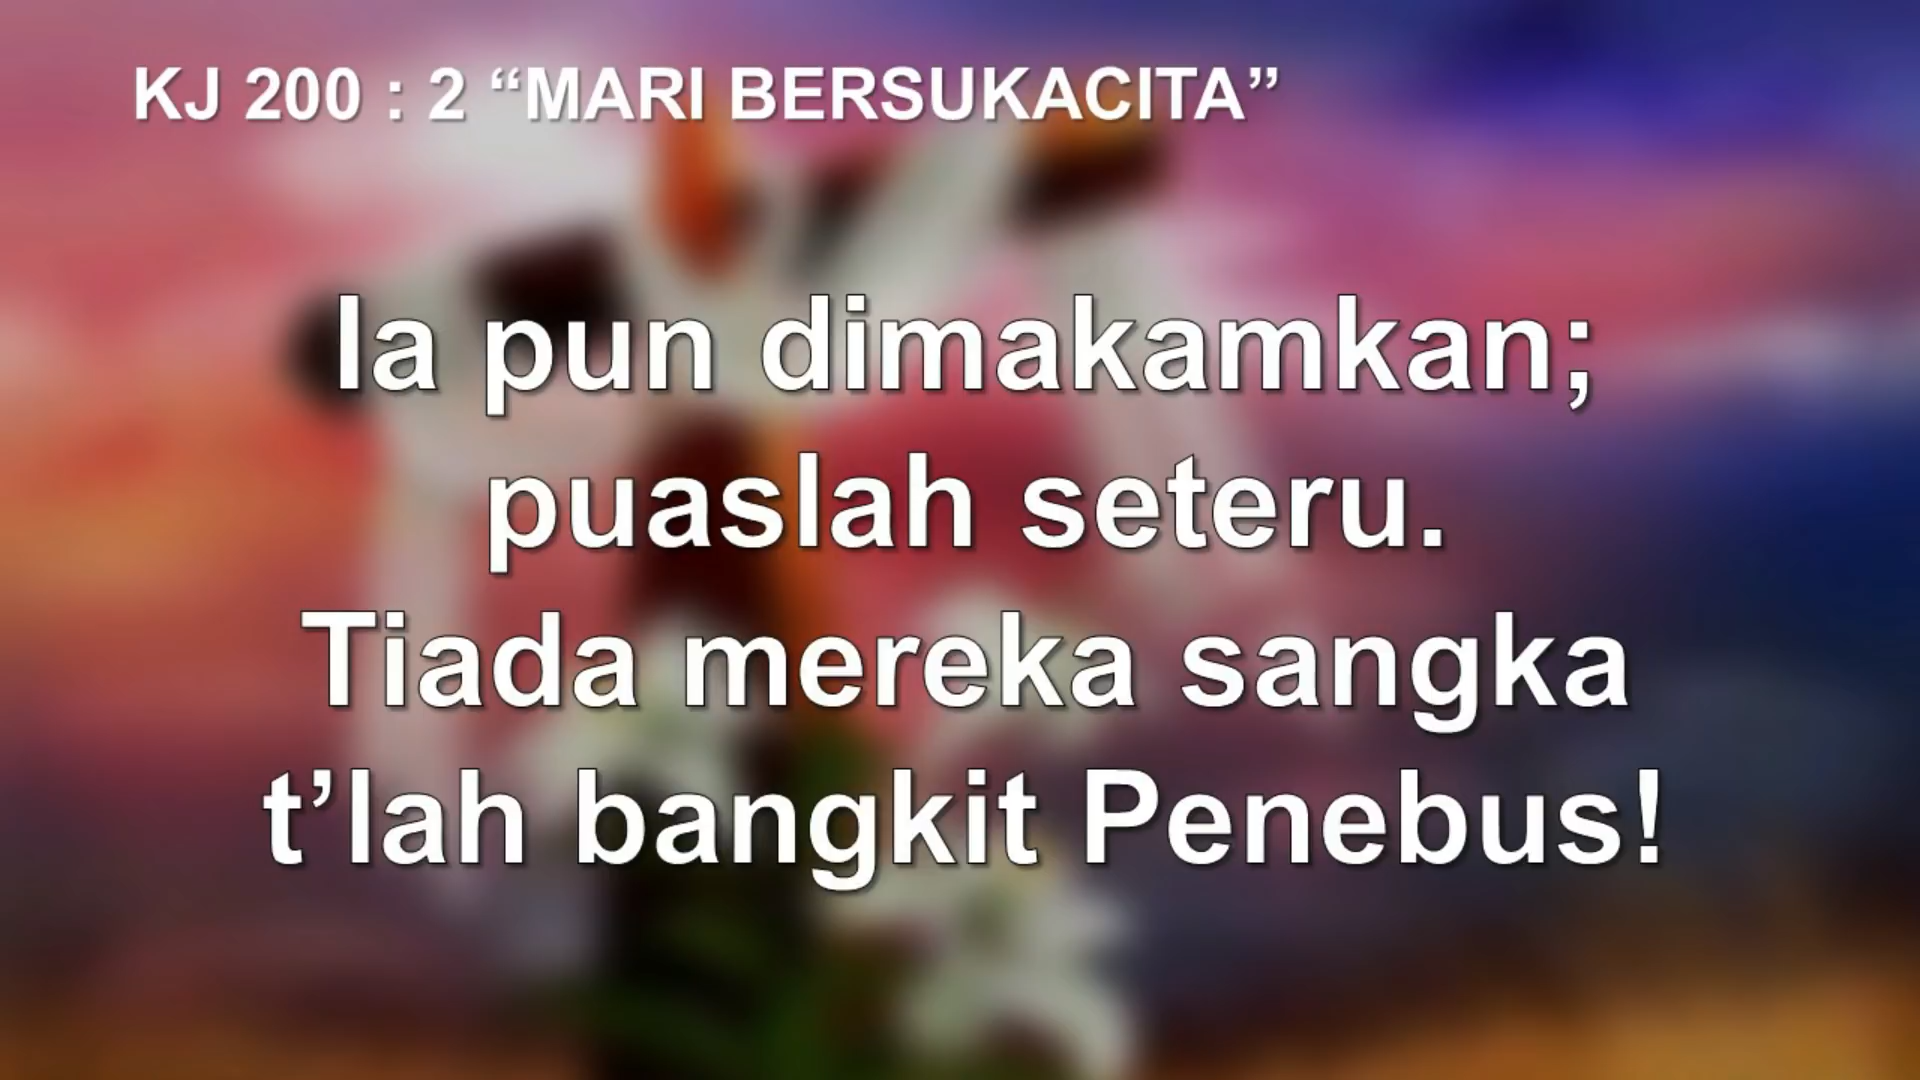 KJ 200 : 2 “MARI BERSUKACITA”
Ia pun dimakamkan;
puaslah seteru.
Tiada mereka sangka
t’lah bangkit Penebus!